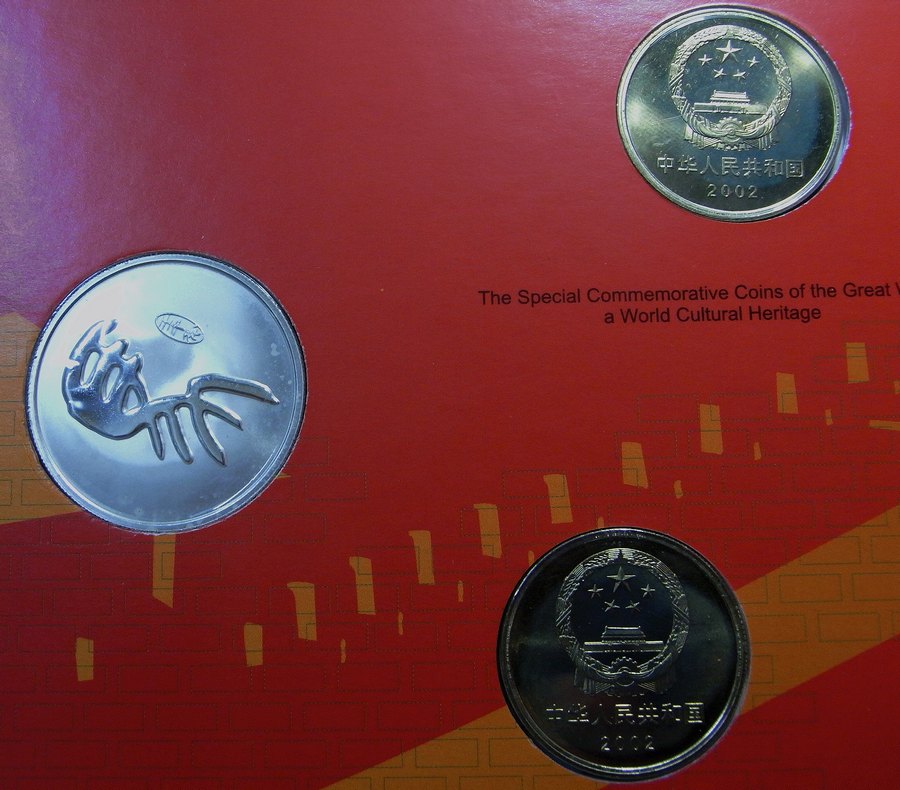 中华人民共和国
2002
The Special Commemorative Coins of the Great
a World Cultural Heritage
中华人民共和国
2002